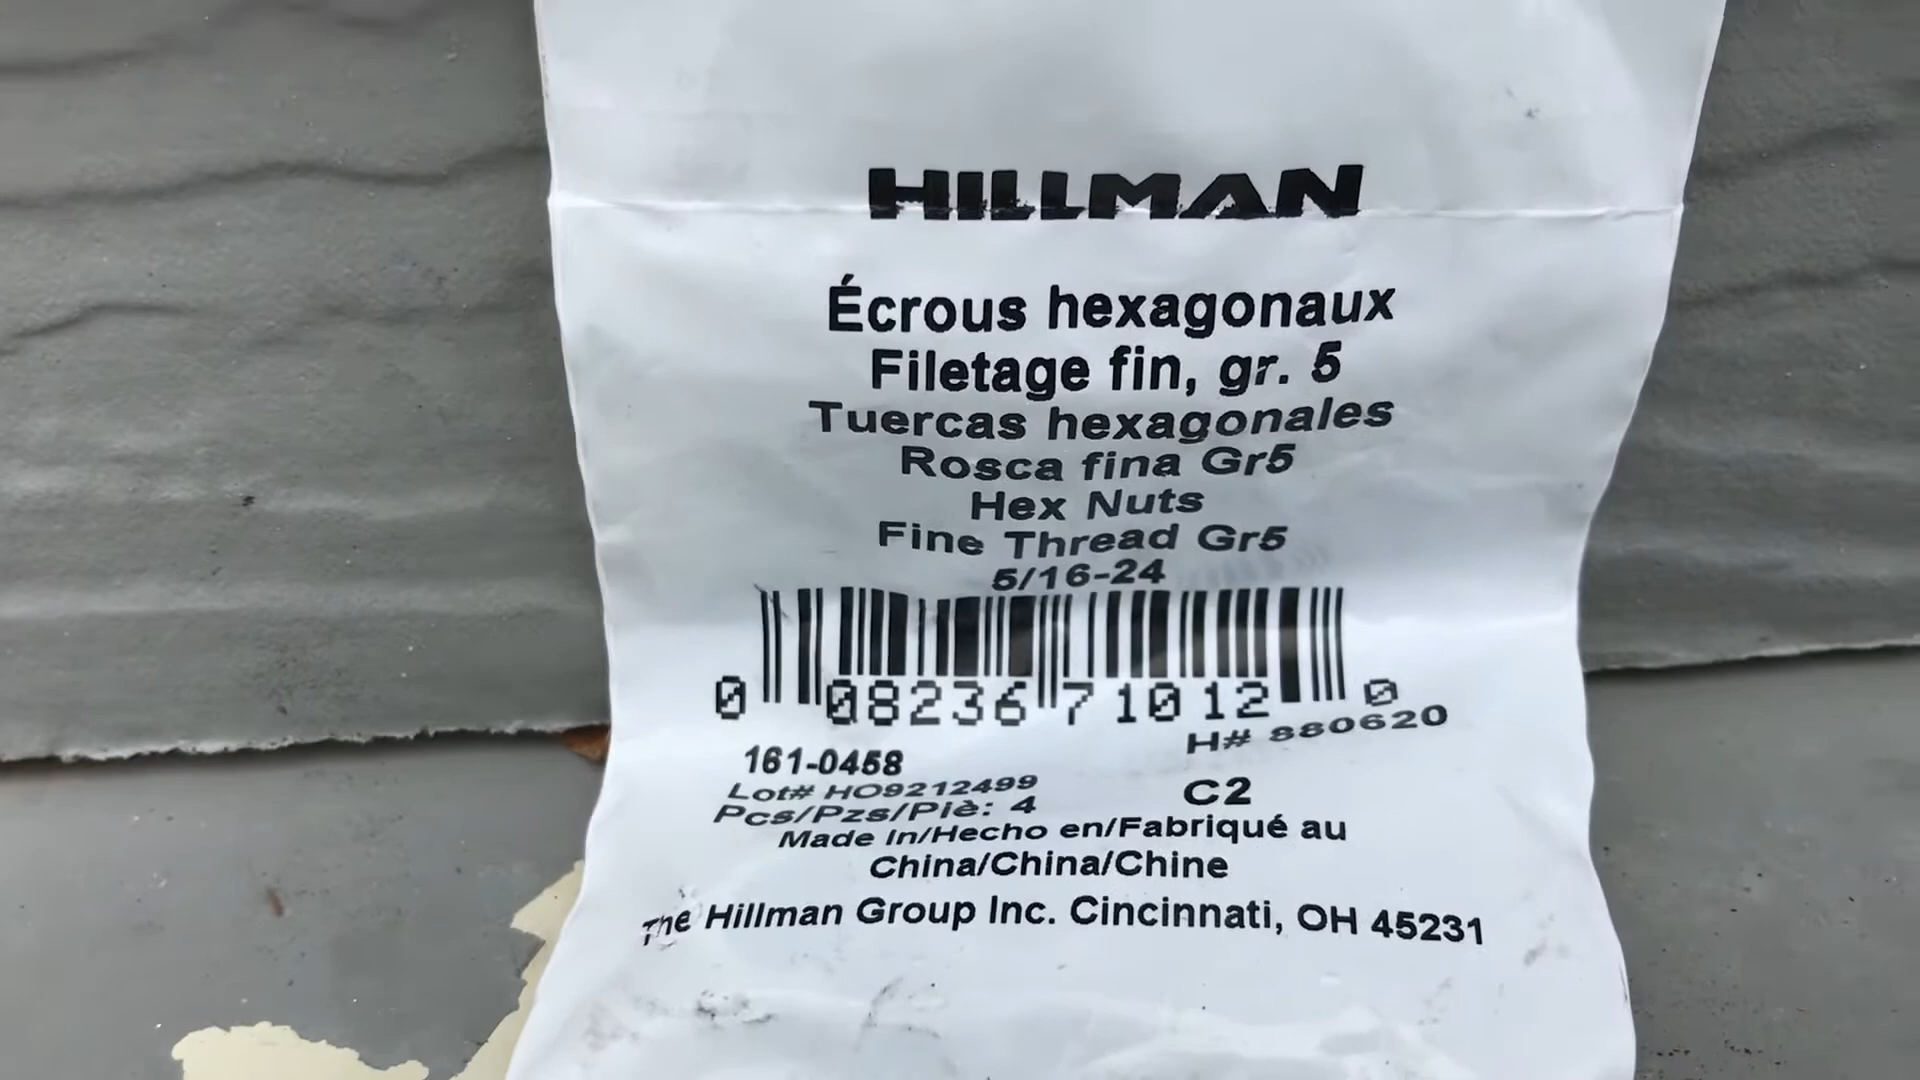 HILLMAN
Écrous hexagonaux
Filetage fin, gr. 5
Tuercas hexagonales
Rosca fina Gr5
Hex Nuts
Fine Thread Gr5
5/16-24
0 08236 71012 0
H# 880620
161-0458
Lot# HO9212499
C2
Pcs/Pzs/Piè: 4
Made In/Hecho en/Fabriqué au
China/China/Chine
The Hillman Group Inc. Cincinnati, OH 45231